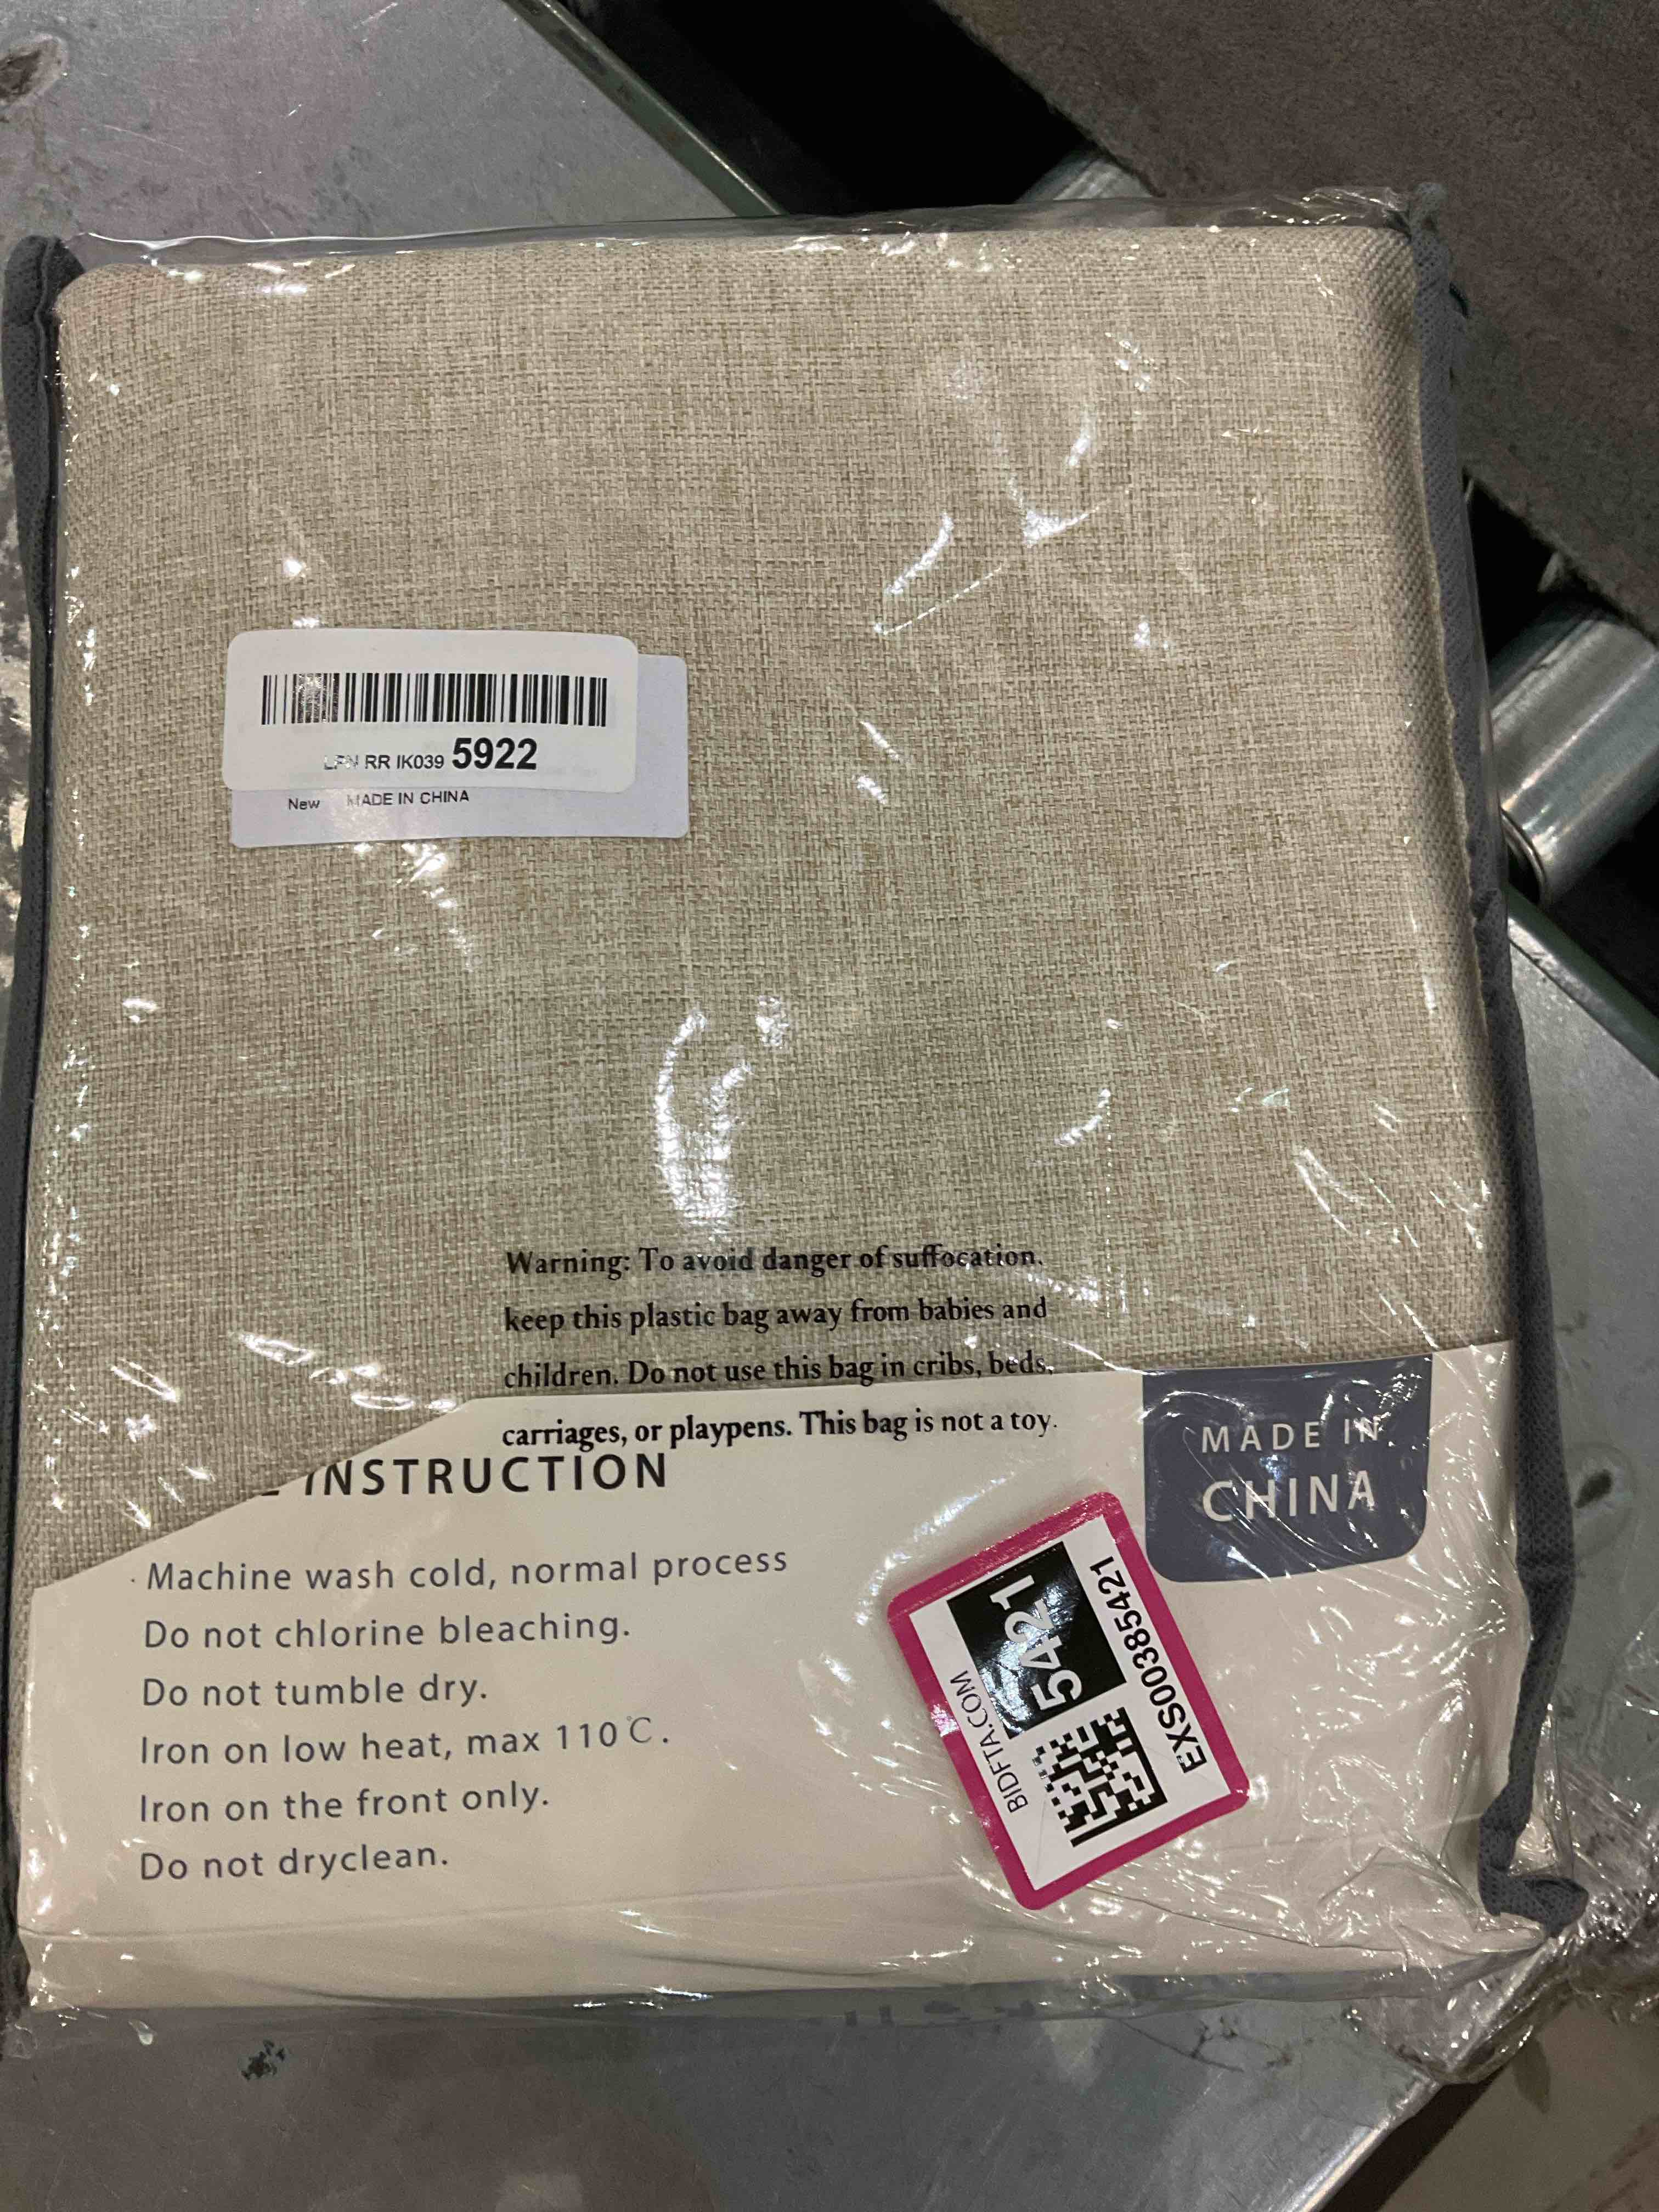 LPN RR IK039 5922
New MADE IN CHINA
Warning: To avoid danger of suffocation.
keep this plastic bag away from babies and
children. Do not use this bag in cribs, beds,
carriages, or playpens. This bag is not a toy.
INSTRUCTION
· Machine wash cold, normal process
Do not chlorine bleaching.
Do not tumble dry.
Iron on low heat, max 110℃.
Iron on the front only.
Do not dryclean.
MADE IN
CHINA
BIDFTA.COM
5421
EXS00385421